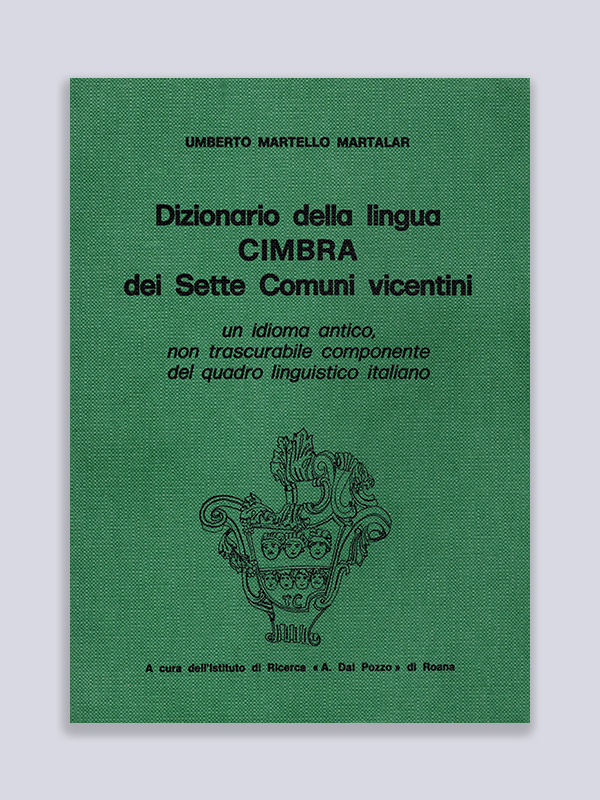 UMBERTO MARTELLO MARTALAR
Dizionario della lingua
CIMBRA
dei Sette Comuni vicentini
un idioma antico,
non trascurabile componente
del quadro linguistico italiano
TC
A cura dell'Istituto di Ricerca « A. Dal Pozzo » di Roana